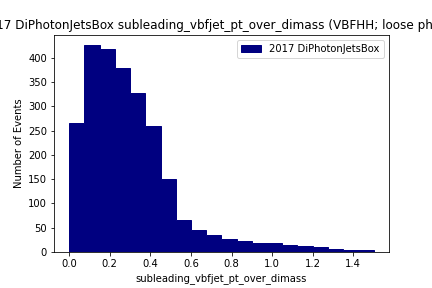 17 DiPhotonJetsBox subleading_vbfjet_pt_over_dimass (VBFHH; loose ph
2017 DiPhotonJetsBox
Number of Events
400
350
300
250
200
150
100
50
0
0.0 0.2 0.4 0.6 0.8 1.0 1.2 1.4
subleading_vbfjet_pt_over_dimass